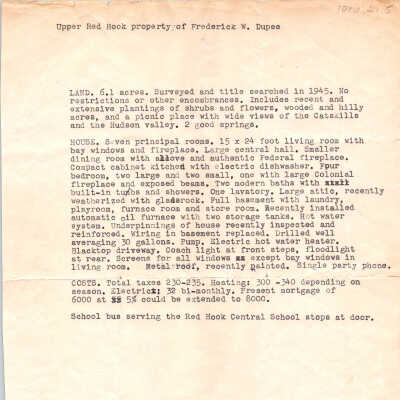 1970.21.5
Upper Red Hook property of Frederick W. Dupee
LAND. 6.1 acres. Surveyed and title searched in 1945. No
restrictions or other encombrances. Includes recent and
extensive plantings of shrubs and flowers, wooded and hilly
acres, and a picnic place with wide views of the Catskills
and the Hudson valley. 2 good springs.
HOUSE. Seven principal rooms. 15 x 24 foot living room with
bay windows and fireplace. Large central hall. Smaller
dining room with alcove and authentic Federal fireplace.
Compact cabinet kitchen with electric dishwasher. Four
bedroom, two large and two small, one with large Colonial
fireplace and exposed beams. Two modern baths with
built-in tubs and showers. One lavatory. Large attic, recently
weatherized with glassrook. Full basement with laundry,
playroom, furnace room and store room. Recently installed
automatic oil furnace with two storage tanks. Hot water
system. Underpinnings of house recently inspected and
reinforced. Wiring in basement replaced. Drilled well
averaging 30 gallons. Pump. Electric hot water heater.
Blacktop driveway. Coach light at front steps, floodlight
at rear. Screens for all windows except bay windows in
living room. Metal roof, recently painted. Single party phone.
COSTS. Total taxes 230-235. Heating: 300 -340 depending on
season. Electric: 32 bi-monthly. Present mortgage of
6000 at 5% could be extended to 8000.
School bus serving the Red Hook Central School stops at door.